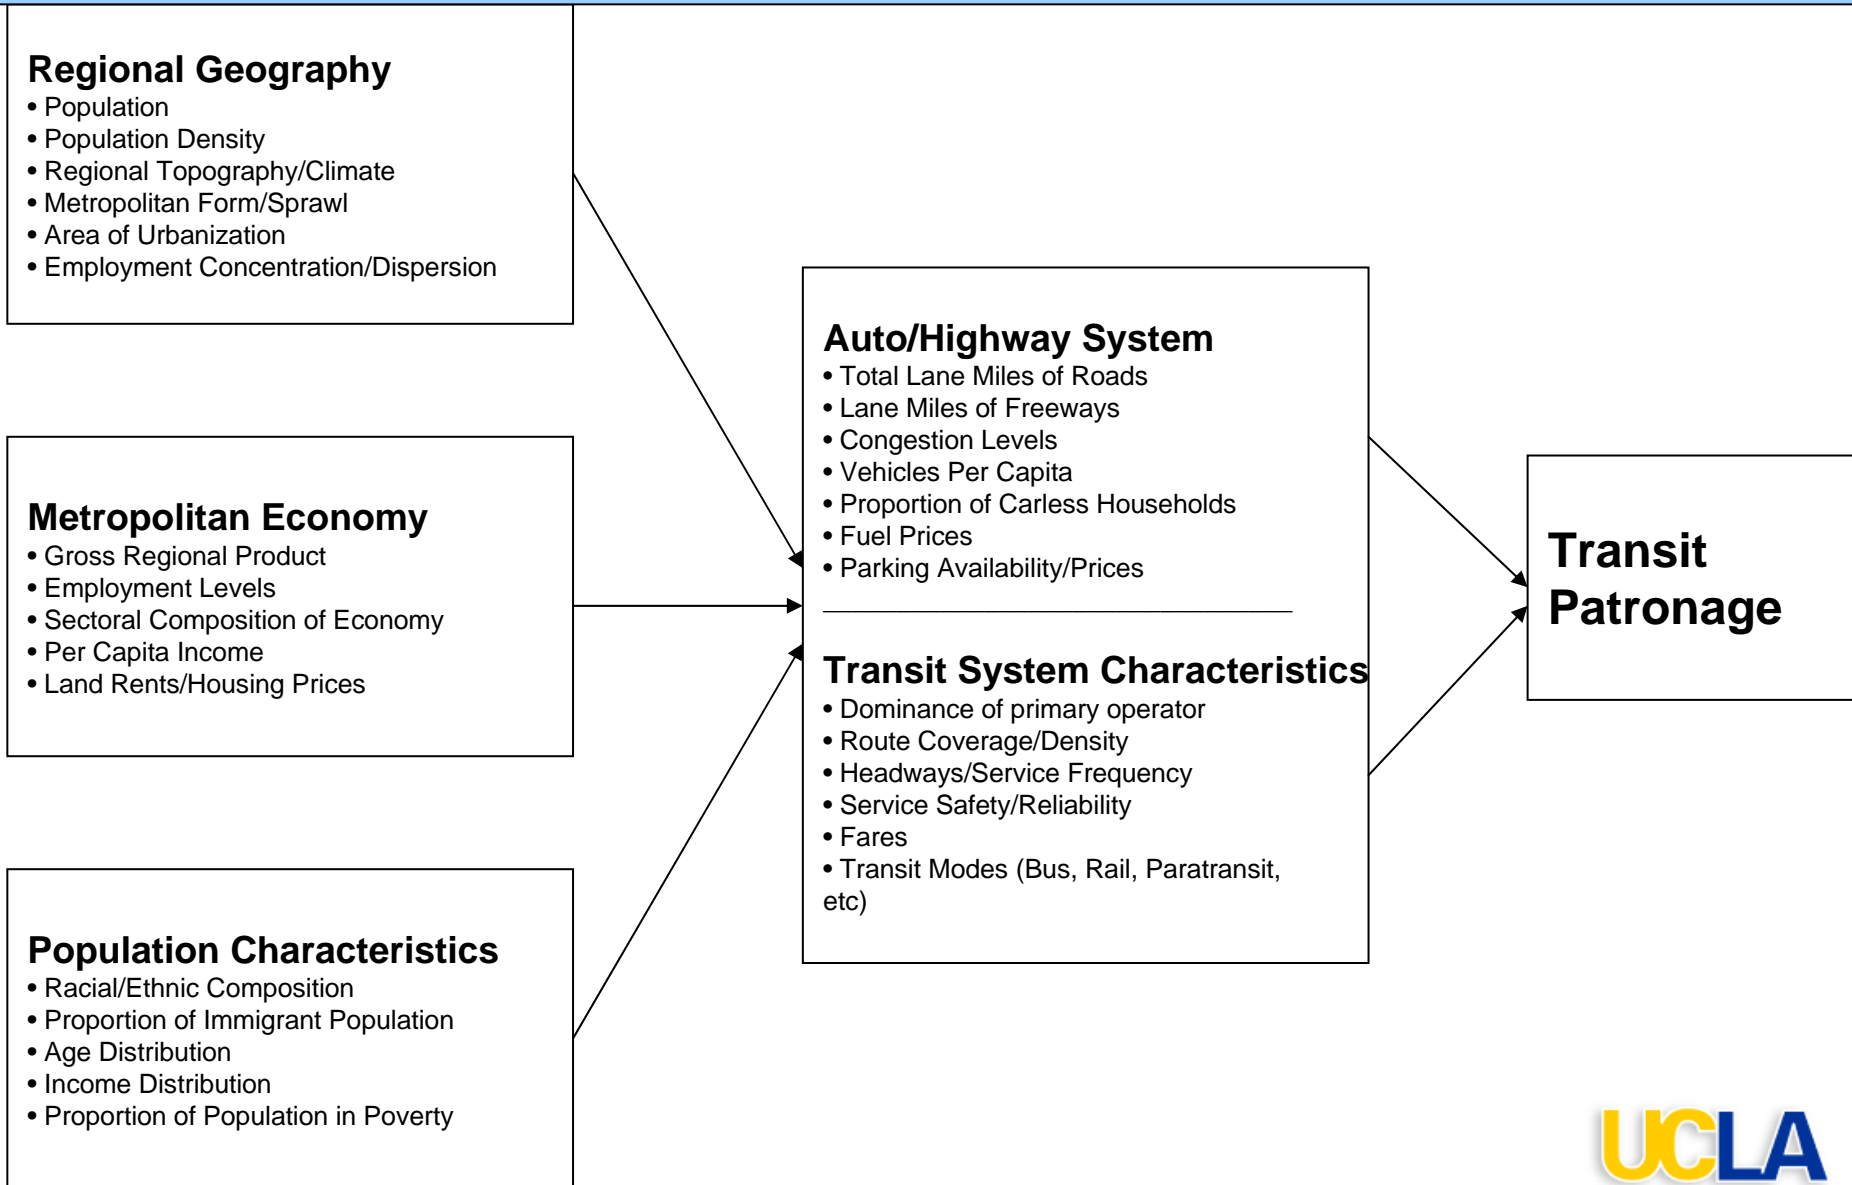 Regional Geography
• Population
• Population Density
• Regional Topography/Climate
• Metropolitan Form/Sprawl
• Area of Urbanization
• Employment Concentration/Dispersion
Metropolitan Economy
• Gross Regional Product
• Employment Levels
• Sectoral Composition of Economy
• Per Capita Income
• Land Rents/Housing Prices
Population Characteristics
• Racial/Ethnic Composition
• Proportion of Immigrant Population
• Age Distribution
• Income Distribution
• Proportion of Population in Poverty
Auto/Highway System
• Total Lane Miles of Roads
• Lane Miles of Freeways
• Congestion Levels
• Vehicles Per Capita
• Proportion of Carless Households
• Fuel Prices
• Parking Availability/Prices
Transit System Characteristics
• Dominance of primary operator
• Route Coverage/Density
• Headways/Service Frequency
• Service Safety/Reliability
• Fares
• Transit Modes (Bus, Rail, Paratransit,
etc)
Transit
Patronage
UCLA